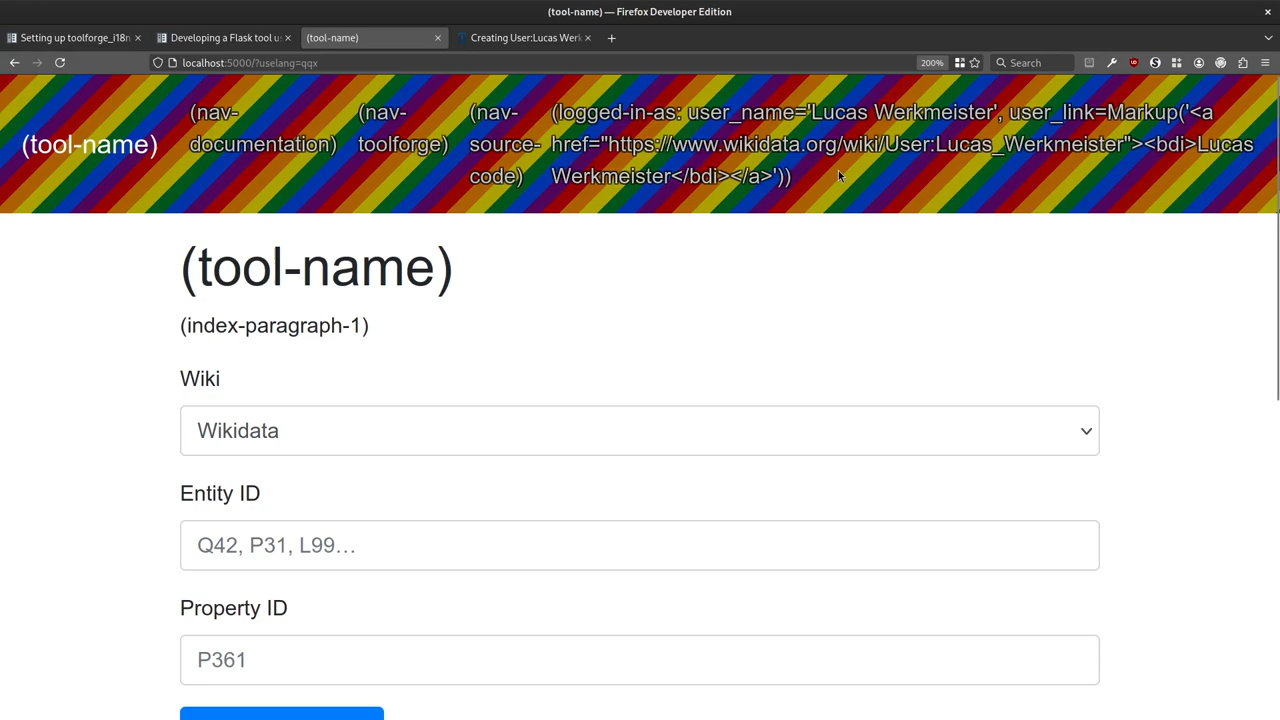 (tool-name) — Firefox Developer Edition
Setting up toolforge_i18n
Developing a Flask tool us
(tool-name)
Creating User:Lucas Werk
localhost:5000/?uselang=qqx
200%
Search
(tool-name)
(nav-
documentation)
(nav-
toolforge)
(nav-
source-
code)
(logged-in-as: user_name='Lucas Werkmeister', user_link=Markup('<a
href="https://www.wikidata.org/wiki/User:Lucas_Werkmeister"><bdi>Lucas
Werkmeister</bdi></a>'))
(tool-name)
(index-paragraph-1)
Wiki
Wikidata
Entity ID
Q42, P31, L99…
Property ID
P361